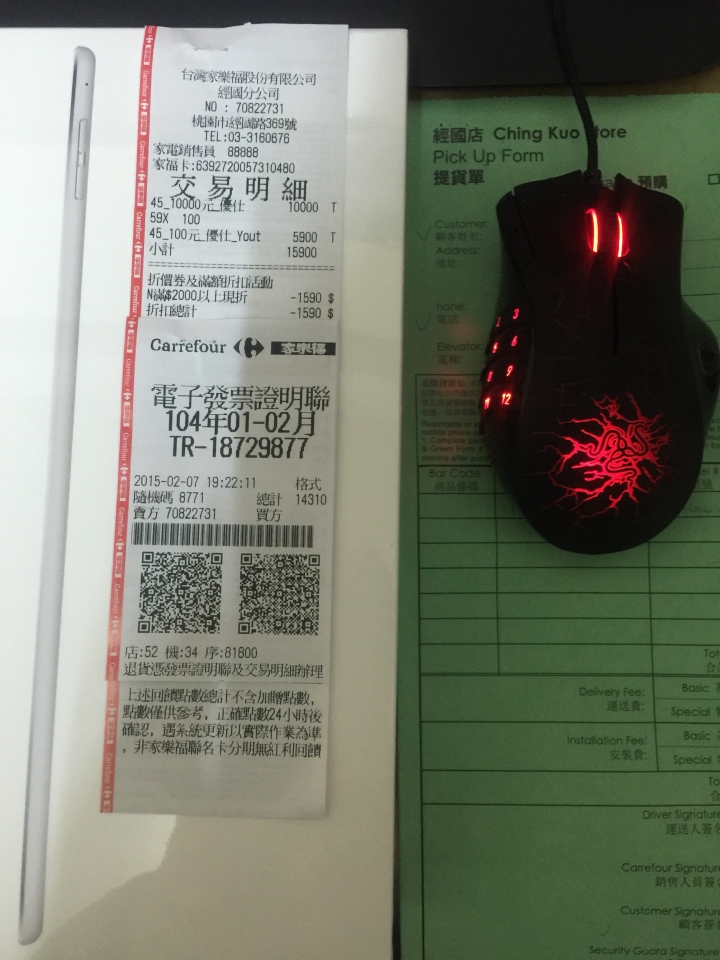 台灣家樂福股份有限公司
經國分公司
NO : 70822731
桃園市經國路369號
TEL:03-3160676
家電銷售員 88888
家福卡:6392720057310480
交易明細
45_10000元_優仕 10000 T
59X 100
45_100元_優仕_Yout 5900 T
小計 15900
折價券及滿額折扣活動
N滿$2000以上現折 -1590 $
折扣總計 -1590 $
Carrefour 家樂福
電子發票證明聯
104年01-02月
TR-18729877
2015-02-07 19:22:11 格式
隨機碼 8771 總計 14310
賣方 70822731 買方
店:52 機:34 序:81800
退貨憑發票證明聯及交易明細辦理
上述回饋點數總計不含加贈點數,
點數僅供參考, 正確點數24小時後
確認, 遇系統更新以實際作業為準
, 非家樂福聯名卡分期無紅利回饋
經國店 Ching Kuo Store
Pick Up Form
提貨單
預購
Customer:
顧客姓名:
Address:
地址:
hone:
電話:
Elevator:
電梯:
3
5 6
8 9
11 12
Bar Code
商品條碼
Delivery Fee:
運送費:
Basic
Special
Installation Fee:
安裝費:
Basic
Special
Driver Signature
運送人簽名
Carrefour Signature
銷售人員簽
Customer Signature
顧客簽
Security Guard Signature